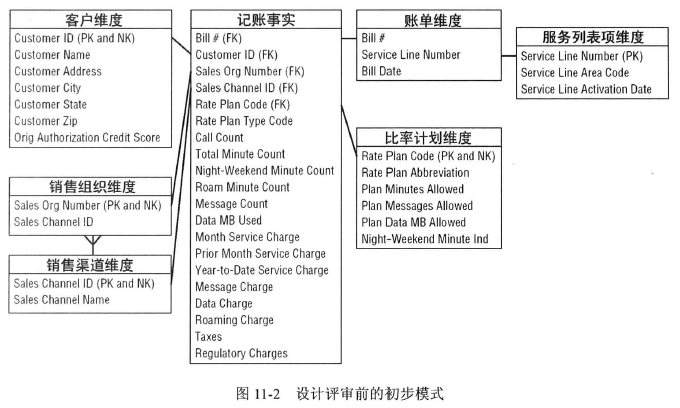 客户维度
Customer ID (PK and NK)
Customer Name
Customer Address
Customer City
Customer State
Customer Zip
Orig Authorization Credit Score
销售组织维度
Sales Org Number (PK and NK)
Sales Channel ID
销售渠道维度
Sales Channel ID (PK and NK)
Sales Channel Name
记账事实
Bill # (FK)
Customer ID (FK)
Sales Org Number (FK)
Sales Channel ID (FK)
Rate Plan Code (FK)
Rate Plan Type Code
Call Count
Total Minute Count
Night-Weekend Minute Count
Roam Minute Count
Message Count
Data MB Used
Month Service Charge
Prior Month Service Charge
Year-to-Date Service Charge
Message Charge
Data Charge
Roaming Charge
Taxes
Regulatory Charges
账单维度
Bill #
Service Line Number
Bill Date
服务列表项维度
Service Line Number (PK)
Service Line Area Code
Service Line Activation Date
比率计划维度
Rate Plan Code (PK and NK)
Rate Plan Abbreviation
Plan Minutes Allowed
Plan Messages Allowed
Plan Data MB Allowed
Night-Weekend Minute Ind
图 11-2 设计评审前的初步模式